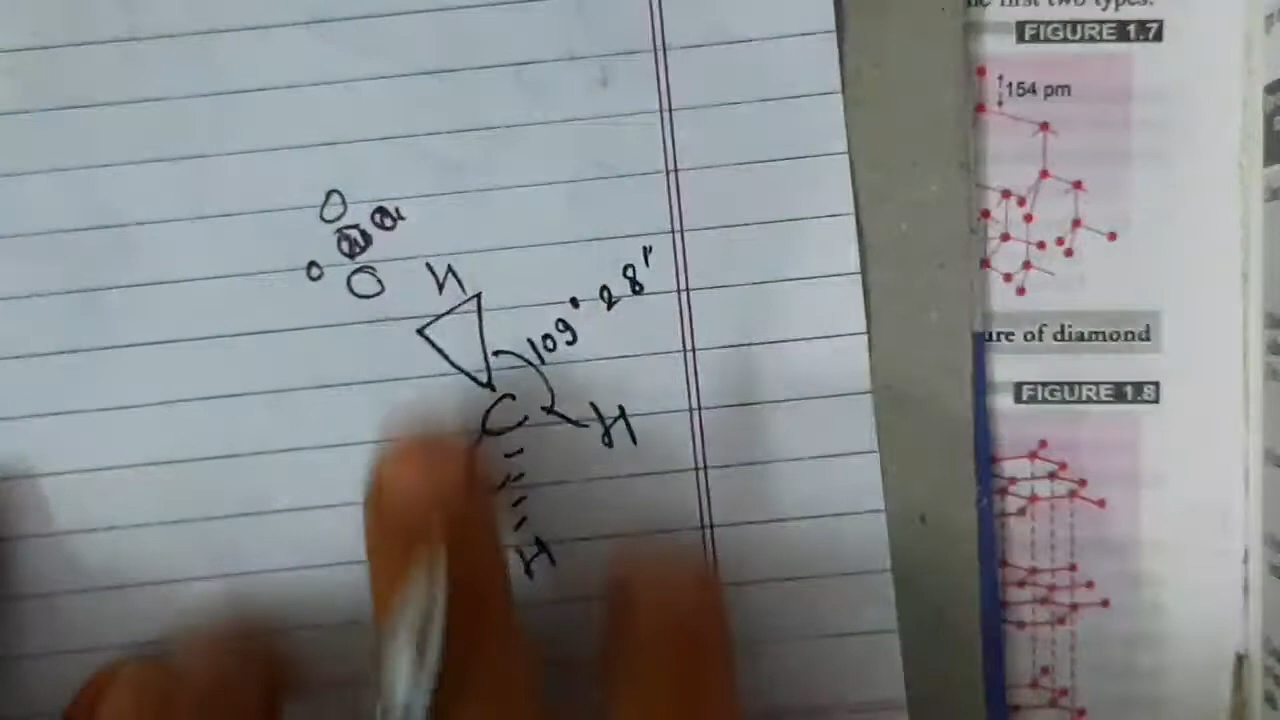 H
109° 28"
C
H
H
he first two types.
FIGURE 1.7
154 pm
ure of diamond
FIGURE 1.8